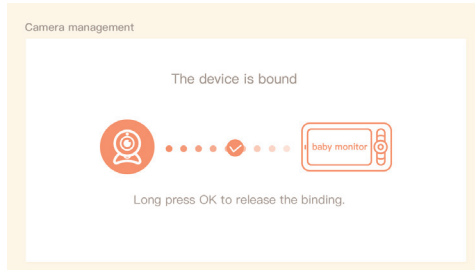 Camera management
The device is bound
baby monitor
Long press OK to release the binding.